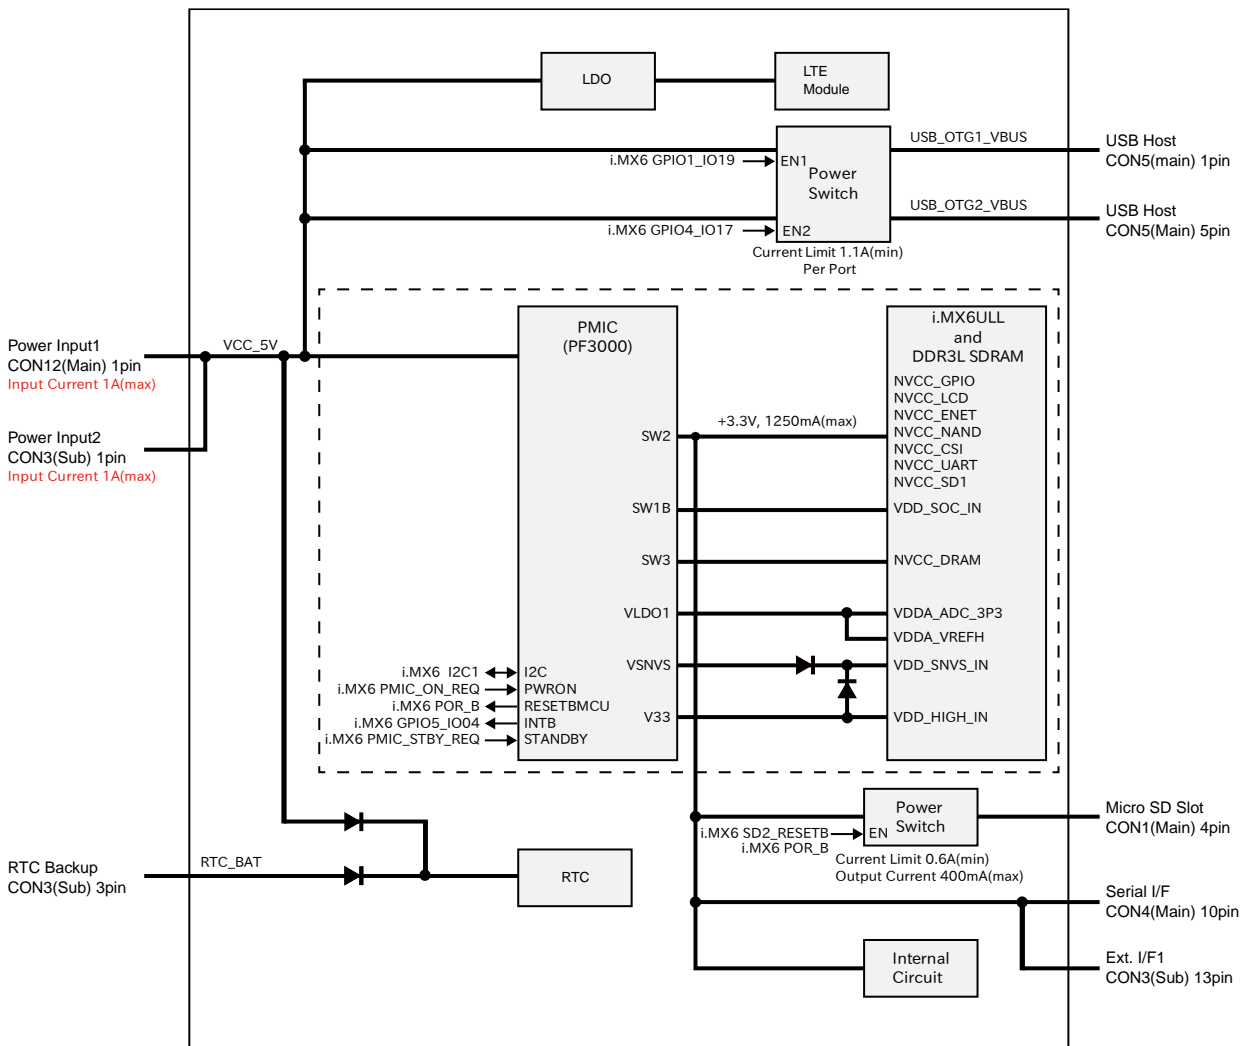 LDO
LTE
Module
USB_OTG1_VBUS
USB Host
CON5(main) 1pin
i.MX6 GPIO1_IO19
EN1
Power
Switch
USB_OTG2_VBUS
USB Host
CON5(Main) 5pin
i.MX6 GPIO4_IO17
EN2
Current Limit 1.1A(min)
Per Port
Power Input1
CON12(Main) 1pin
Input Current 1A(max)
VCC_5V
Power Input2
CON3(Sub) 1pin
Input Current 1A(max)
PMIC
(PF3000)
i.MX6ULL
and
DDR3L SDRAM
NVCC_GPIO
NVCC_LCD
NVCC_ENET
NVCC_NAND
NVCC_CSI
NVCC_UART
NVCC_SD1
SW2
+3.3V, 1250mA(max)
SW1B
VDD_SOC_IN
SW3
NVCC_DRAM
VLDO1
VDDA_ADC_3P3
VDDA_VREFH
VSNVS
VDD_SNVS_IN
V33
VDD_HIGH_IN
i.MX6 I2C1
I2C
i.MX6 PMIC_ON_REQ
PWRON
i.MX6 POR_B
RESETBMCU
i.MX6 GPIO5_IO04
INTB
i.MX6 PMIC_STBY_REQ
STANDBY
Power
Switch
Micro SD Slot
CON1(Main) 4pin
i.MX6 SD2_RESETB
EN
i.MX6 POR_B
Current Limit 0.6A(min)
Output Current 400mA(max)
RTC Backup
CON3(Sub) 3pin
RTC_BAT
RTC
Serial I/F
CON4(Main) 10pin
Internal
Circuit
Ext. I/F1
CON3(Sub) 13pin